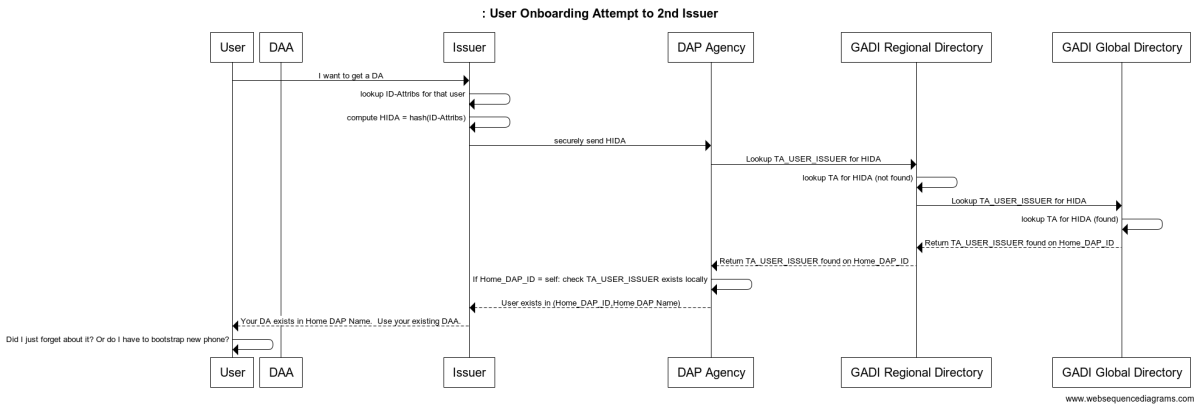 : User Onboarding Attempt to 2nd Issuer
User
DAA
Issuer
DAP Agency
GADI Regional Directory
GADI Global Directory
I want to get a DA
lookup ID-Attribs for that user
compute HIDA = hash(ID-Attribs)
securely send HIDA
Lookup TA_USER_ISSUER for HIDA
lookup TA for HIDA (not found)
Lookup TA_USER_ISSUER for HIDA
lookup TA for HIDA (found)
Return TA_USER_ISSUER found on Home_DAP_ID
Return TA_USER_ISSUER found on Home_DAP_ID
If Home_DAP_ID = self: check TA_USER_ISSUER exists locally
User exists in (Home_DAP_ID,Home DAP Name)
Your DA exists in Home DAP Name. Use your existing DAA.
Did I just forget about it? Or do I have to bootstrap new phone?
User
DAA
Issuer
DAP Agency
GADI Regional Directory
GADI Global Directory
www.websequencediagrams.com